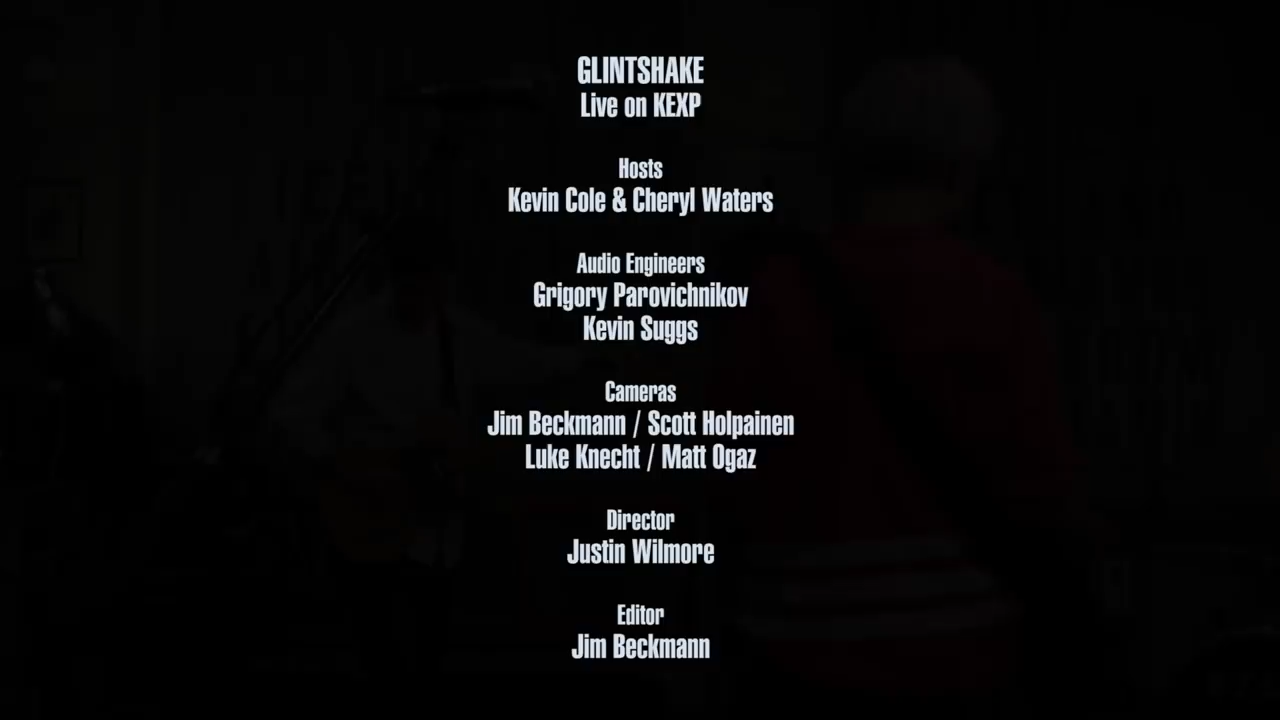 GLINTSHAKE
Live on KEXP
Hosts
Kevin Cole & Cheryl Waters
Audio Engineers
Grigory Parovichnikov
Kevin Suggs
Cameras
Jim Beckmann / Scott Holpainen
Luke Knecht / Matt Ogaz
Director
Justin Wilmore
Editor
Jim Beckmann